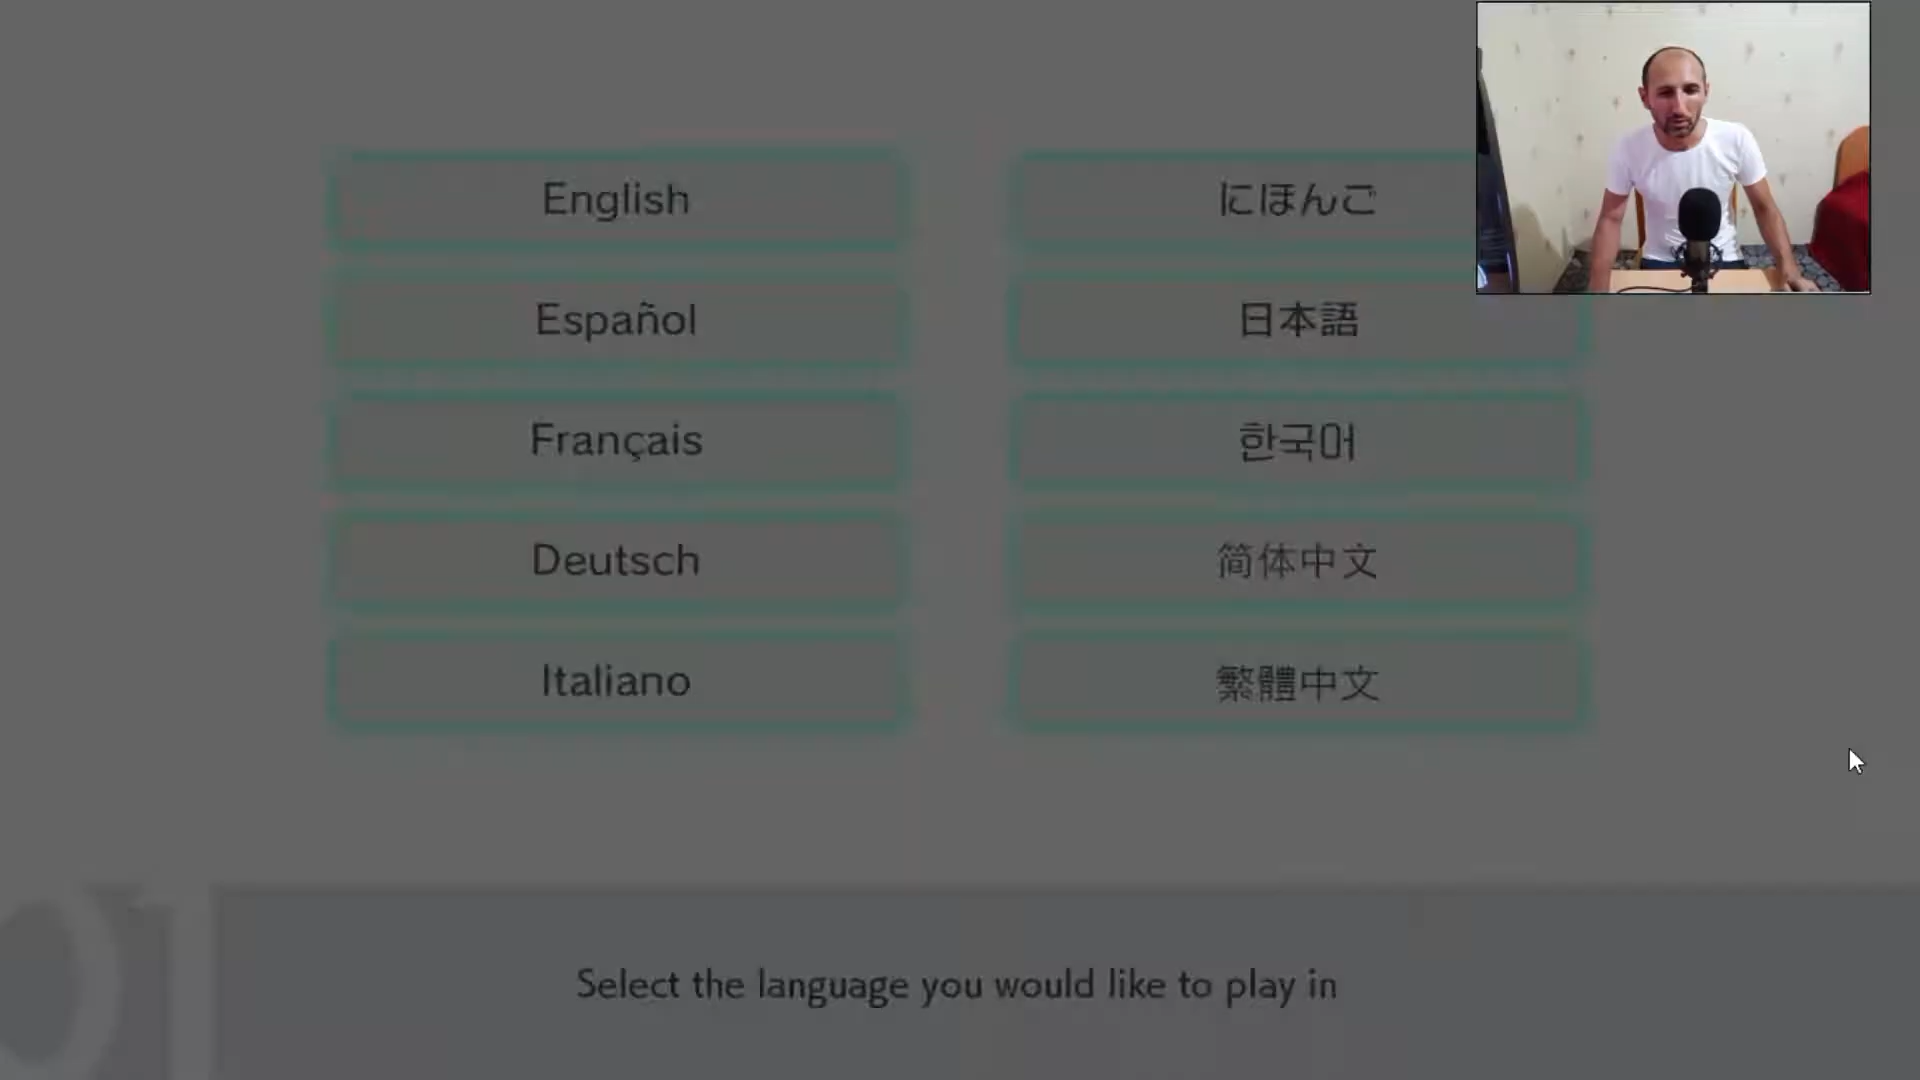 English
にほんご
Español
日本語
Français
한국어
Deutsch
简体中文
Italiano
繁體中文
Select the language you would like to play in